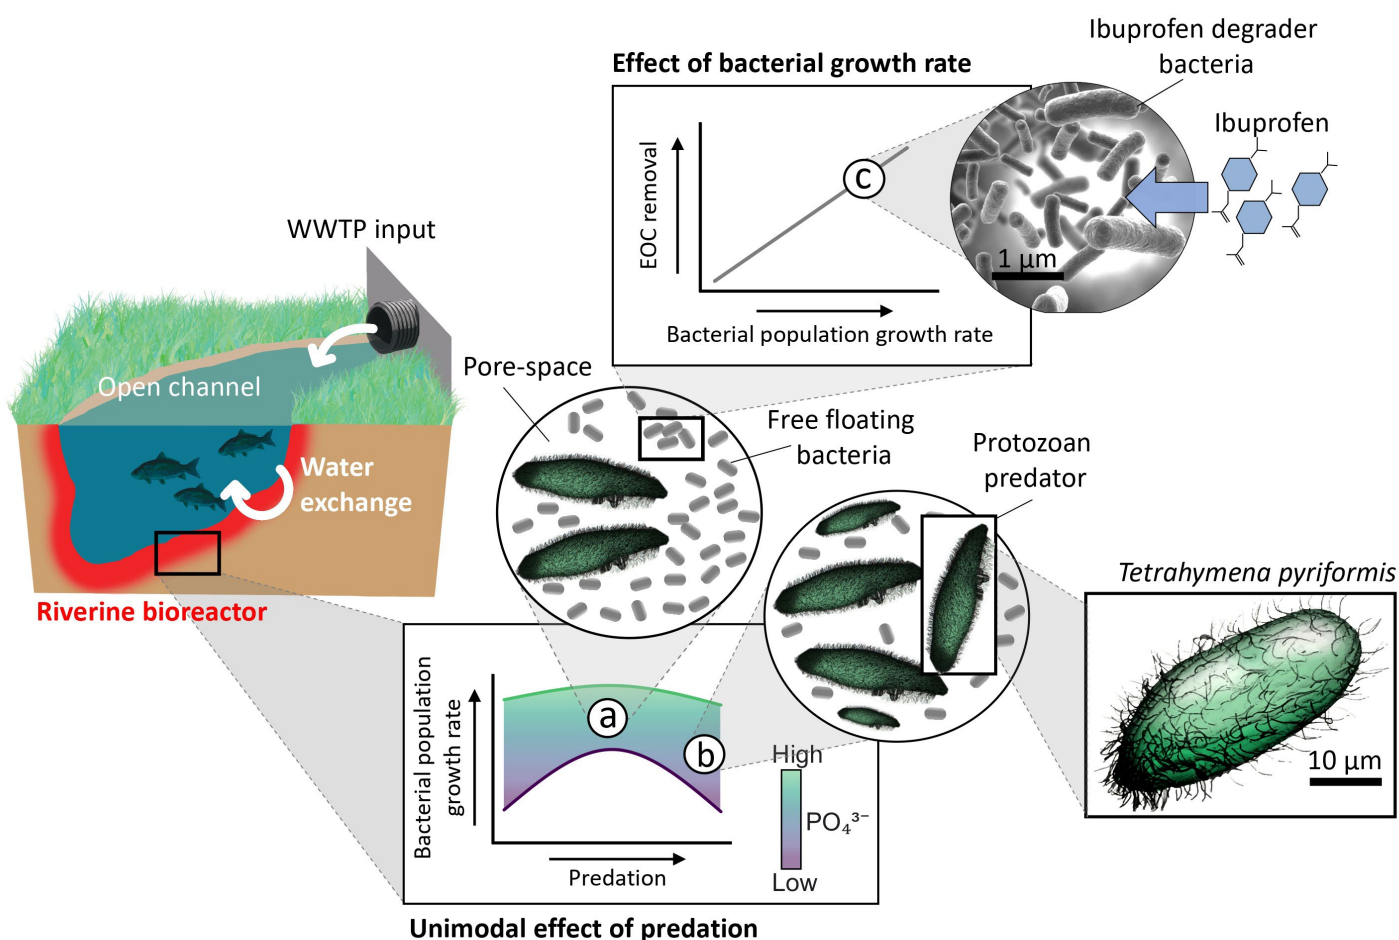 Ibuprofen degrader
bacteria
Effect of bacterial growth rate
Ibuprofen
EOC removal
c
1 µm
Bacterial population growth rate
WWTP input
Open channel
Water
exchange
Riverine bioreactor
Pore-space
Free floating
bacteria
Protozoan
predator
Tetrahymena pyriformis
10 µm
Bacterial population
growth rate
a
b
High
PO₄³⁻
Low
Predation
Unimodal effect of predation